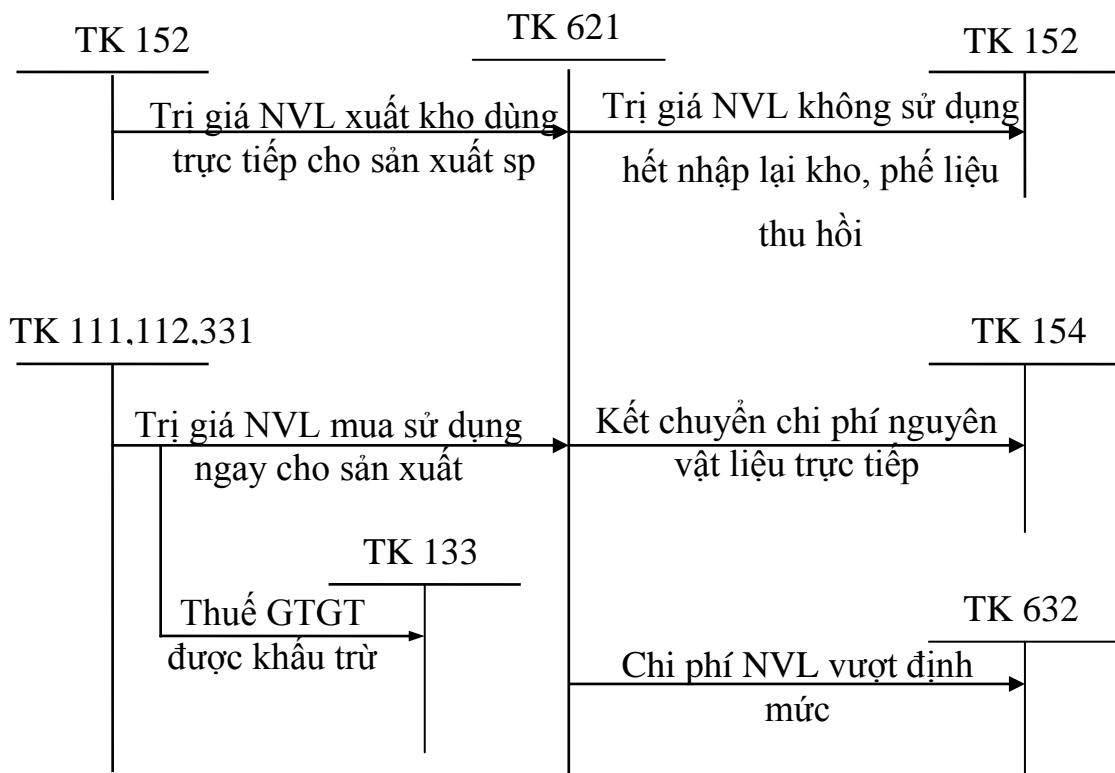 TK 152
TK 621
TK 152
Trị giá NVL xuất kho dùng
trực tiếp cho sản xuất sp
Trị giá NVL không sử dụng
hết nhập lại kho, phế liệu
thu hồi
TK 111,112,331
TK 154
Trị giá NVL mua sử dụng
ngay cho sản xuất
Kết chuyển chi phí nguyên
vật liệu trực tiếp
TK 133
Thuế GTGT
được khấu trừ
TK 632
Chi phí NVL vượt định
mức